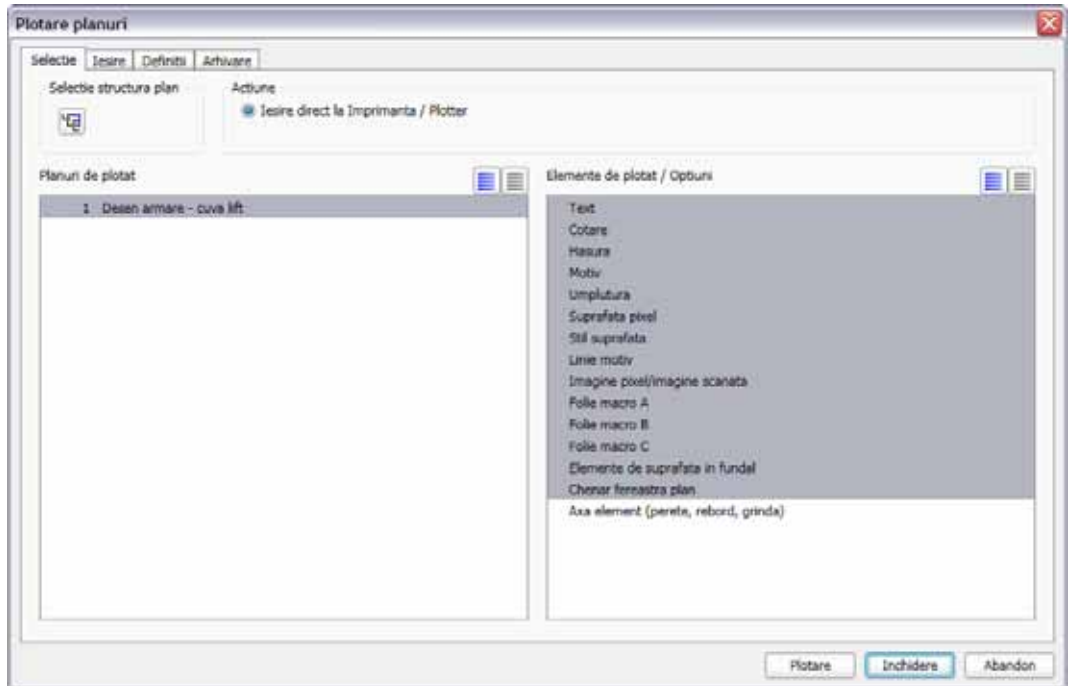 Plotare planuri
Selectie Iesire Definitii Arhivare
Selectie structura plan
Actiune
Iesire direct la Imprimanta / Plotter
Planuri de plotat
1 Desen armare - cuva lift
Elemente de plotat / Optiuni
Text
Cotare
Hasura
Motiv
Umplutura
Suprafata pixel
Stil suprafata
Linie motiv
Imagine pixel/imagine scanata
Folie macro A
Folie macro B
Folie macro C
Elemente de suprafata in fundal
Chenar fereastra plan
Axa element (perete, rebord, grinda)
Plotare Inchidere Abandon